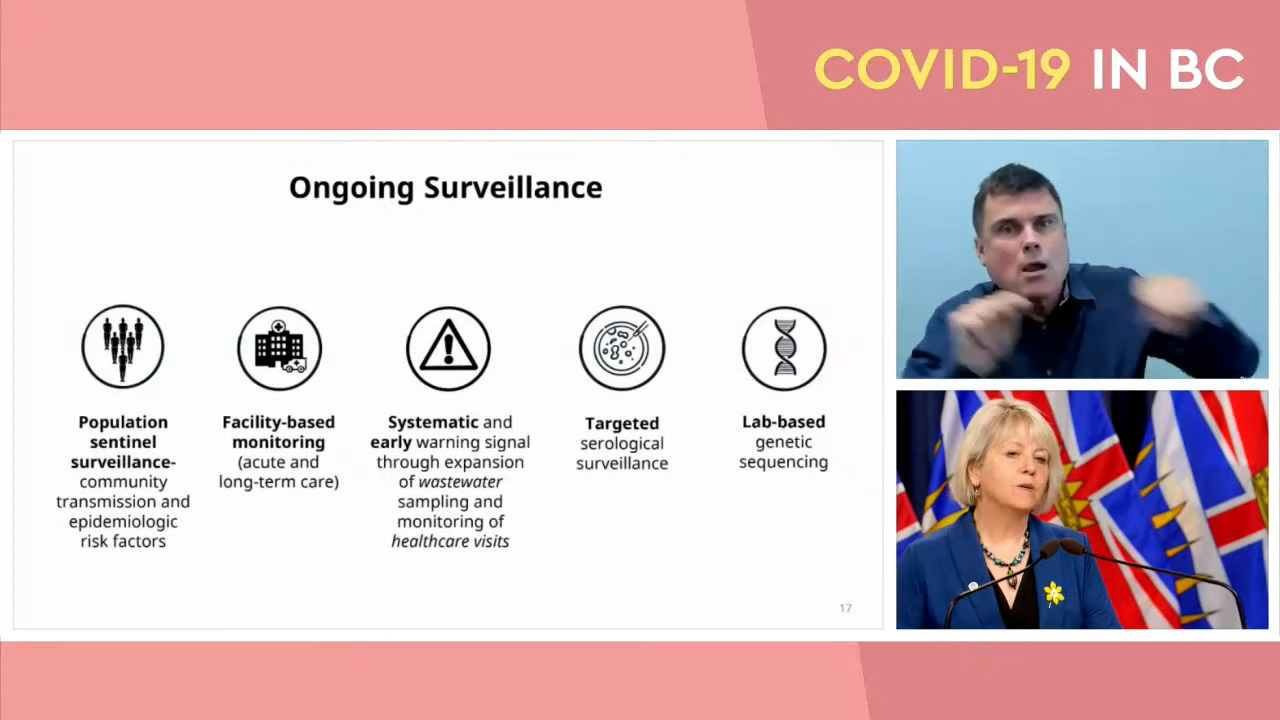 COVID-19 IN BC
Ongoing Surveillance
Population
sentinel
surveillance-
community
transmission and
epidemiologic
risk factors
Facility-based
monitoring
(acute and
long-term care)
Systematic and
early warning signal
through expansion
of wastewater
sampling and
monitoring of
healthcare visits
Targeted
serological
surveillance
Lab-based
genetic
sequencing
17